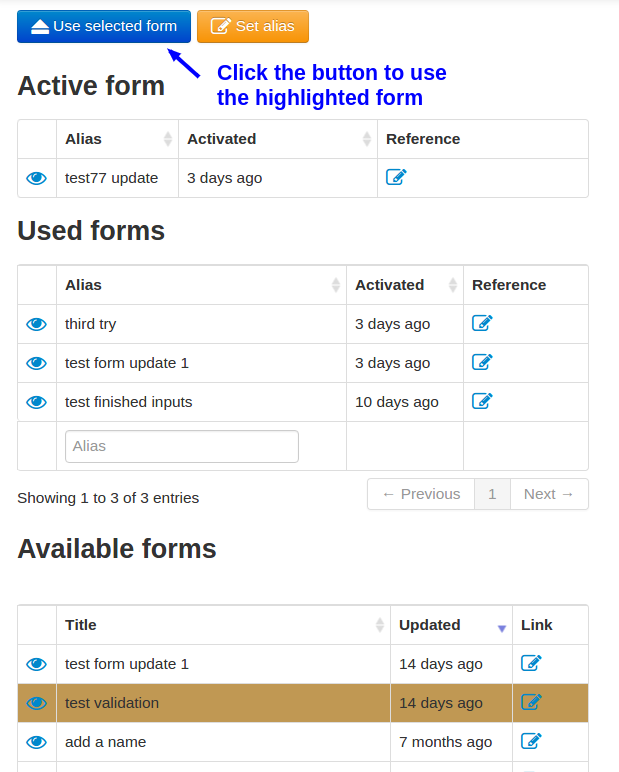 Use selected form Set alias
Click the button to use
the highlighted form
Active form
Alias Activated Reference
test77 update 3 days ago
Used forms
Alias Activated Reference
third try 3 days ago
test form update 1 3 days ago
test finished inputs 10 days ago
Alias
Showing 1 to 3 of 3 entries ← Previous 1 Next →
Available forms
Title Updated Link
test form update 1 14 days ago
test validation 14 days ago
add a name 7 months ago